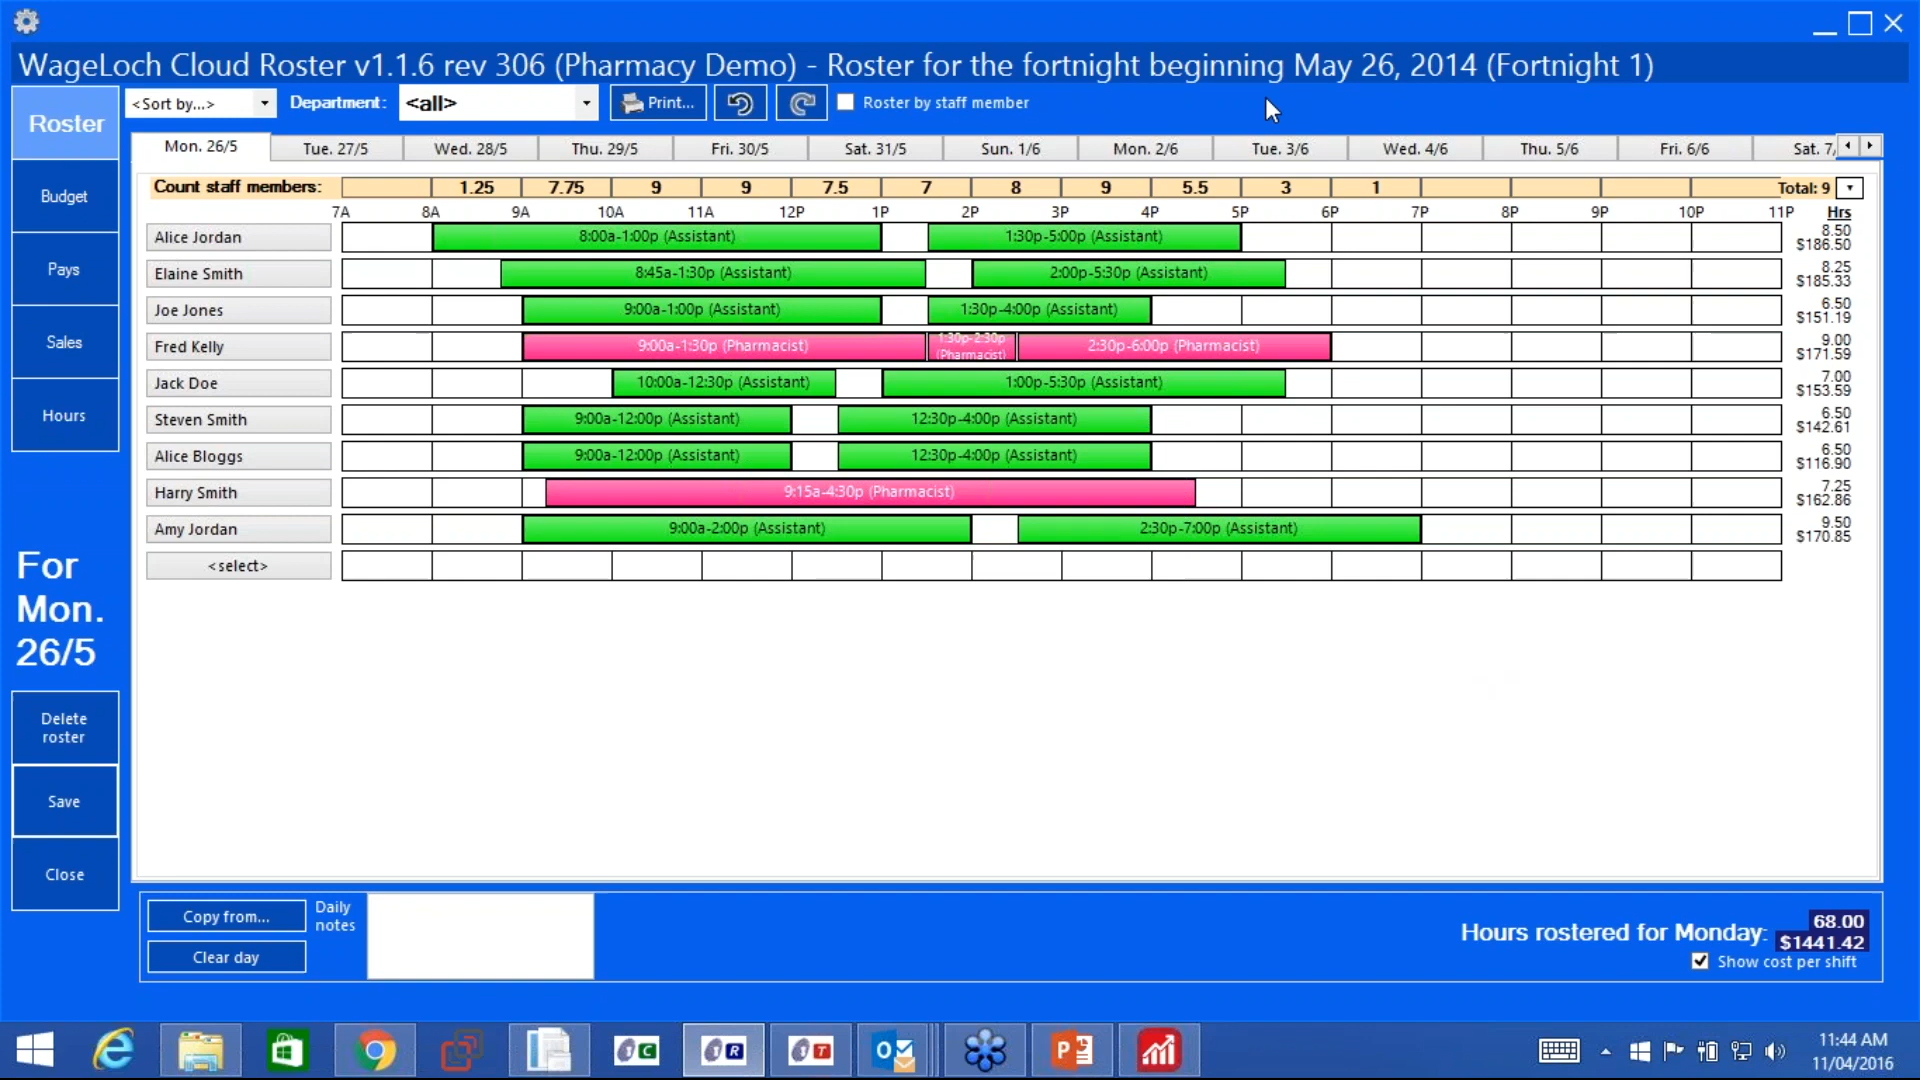 WageLoch Cloud Roster v1.1.6 rev 306 (Pharmacy Demo) - Roster for the fortnight beginning May 26, 2014 (Fortnight 1)
Roster <Sort by...> Department: <all> Print... Roster by staff member
Mon. 26/5 Tue. 27/5 Wed. 28/5 Thu. 29/5 Fri. 30/5 Sat. 31/5 Sun. 1/6 Mon. 2/6 Tue. 3/6 Wed. 4/6 Thu. 5/6 Fri. 6/6 Sat. 7/
Budget
Pays
Sales
Hours
Count staff members: 1.25 7.75 9 9 7.5 7 8 9 5.5 3 1 Total: 9
7A 8A 9A 10A 11A 12P 1P 2P 3P 4P 5P 6P 7P 8P 9P 10P 11P Hrs
Alice Jordan 8:00a-1:00p (Assistant) 1:30p-5:00p (Assistant) 8.50
$186.50
Elaine Smith 8:45a-1:30p (Assistant) 2:00p-5:30p (Assistant) 8.25
$185.33
Joe Jones 9:00a-1:00p (Assistant) 1:30p-4:00p (Assistant) 6.50
$151.19
Fred Kelly 9:00a-1:30p (Pharmacist) 1:30p-2:30p (Pharmacist) 2:30p-6:00p (Pharmacist) 9.00
$171.59
Jack Doe 10:00a-12:30p (Assistant) 1:00p-5:30p (Assistant) 7.00
$153.59
Steven Smith 9:00a-12:00p (Assistant) 12:30p-4:00p (Assistant) 6.50
$142.61
Alice Bloggs 9:00a-12:00p (Assistant) 12:30p-4:00p (Assistant) 6.50
$116.90
Harry Smith 9:15a-4:30p (Pharmacist) 7.25
$162.86
Amy Jordan 9:00a-2:00p (Assistant) 2:30p-7:00p (Assistant) 9.50
$170.85
<select>
For
Mon.
26/5
Delete
roster
Save
Close
Copy from...
Clear day
Daily
notes
Hours rostered for Monday: 68.00
$1441.42
Show cost per shift
11:44 AM
11/04/2016